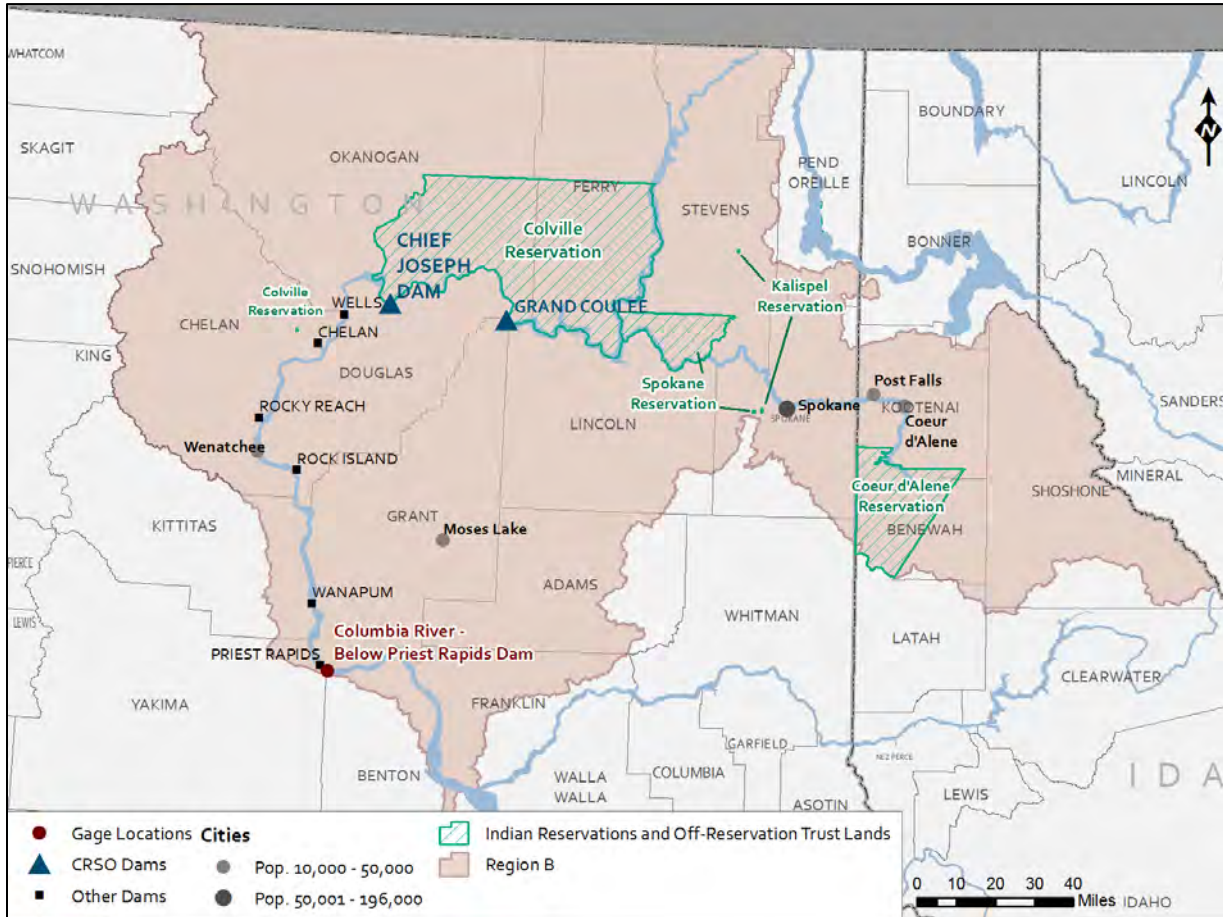 WHATCOM
SKAGIT
OKANOGAN
FERRY
STEVENS
PEND
OREILLE
BOUNDARY
LINCOLN
BONNER
N
WASHINGTON
SNOHOMISH
Colville
Reservation
CHIEF
JOSEPH
DAM
Colville
Reservation
WELLS
CHELAN
CHELAN
GRAND COULEE
Kalispel
Reservation
KING
DOUGLAS
Spokane
Reservation
Post Falls
KOOTENAI
Coeur
d'Alene
Spokane
SPOKANE
SANDERS
ROCKY REACH
LINCOLN
Wenatchee
ROCK ISLAND
MINERAL
Coeur d'Alene
Reservation
SHOSHONE
BENEWAH
KITTITAS
GRANT
Moses Lake
PIERCE
ADAMS
WANAPUM
WHITMAN
LEWIS
LATAH
Columbia River -
Below Priest Rapids Dam
PRIEST RAPIDS
CLEARWATER
YAKIMA
FRANKLIN
GARFIELD
NEZ PERCE
BENTON
WALLA
WALLA
COLUMBIA
ASOTIN
LEWIS
IDA
Gage Locations
CRSO Dams
Other Dams
Cities
Pop. 10,000 - 50,000
Pop. 50,001 - 196,000
Indian Reservations and Off-Reservation Trust Lands
Region B
0 10 20 30 40
Miles
IDAHO